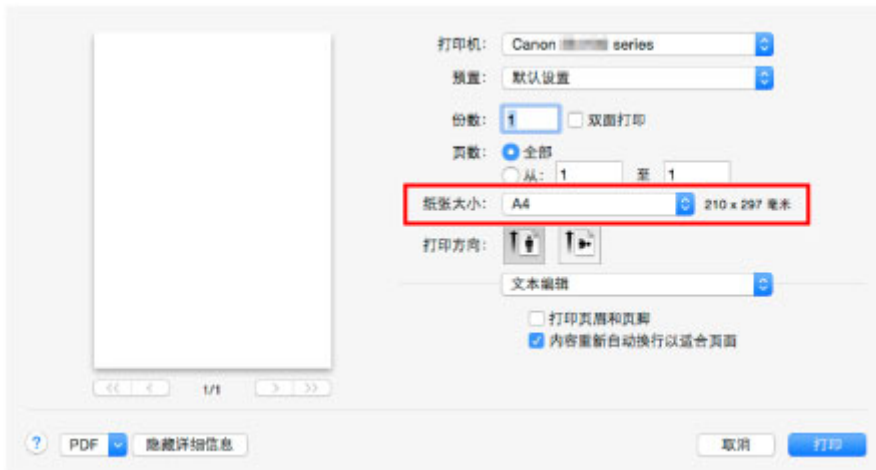 打印机: Canon series
预置: 默认设置
份数: 1 双面打印
页数: 全部
从: 1 至 1
纸张大小: A4 210 x 297 毫米
打印方向:
文本编辑
打印页眉和页脚
内容重新自动换行以适合页面
<< < 1/1 > >>
? PDF 隐藏详细信息 取消 打印